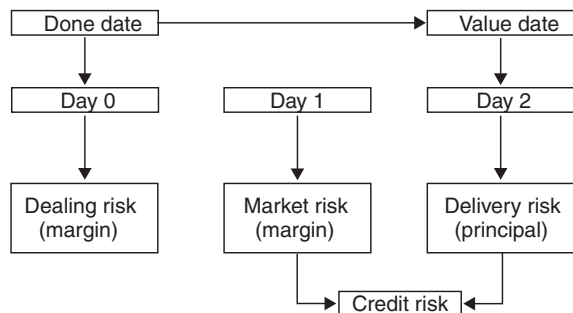 Done date
Value date
Day 0
Day 1
Day 2
Dealing risk
(margin)
Market risk
(margin)
Delivery risk
(principal)
Credit risk